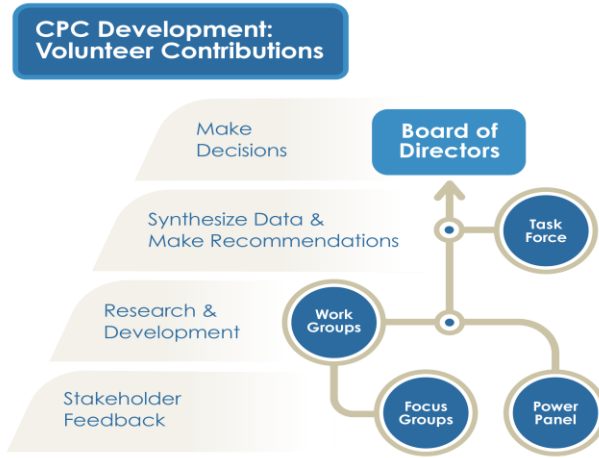 CPC Development:
Volunteer Contributions
Make
Decisions
Board of
Directors
Synthesize Data &
Make Recommendations
Task
Force
Research &
Development
Work
Groups
Stakeholder
Feedback
Focus
Groups
Power
Panel